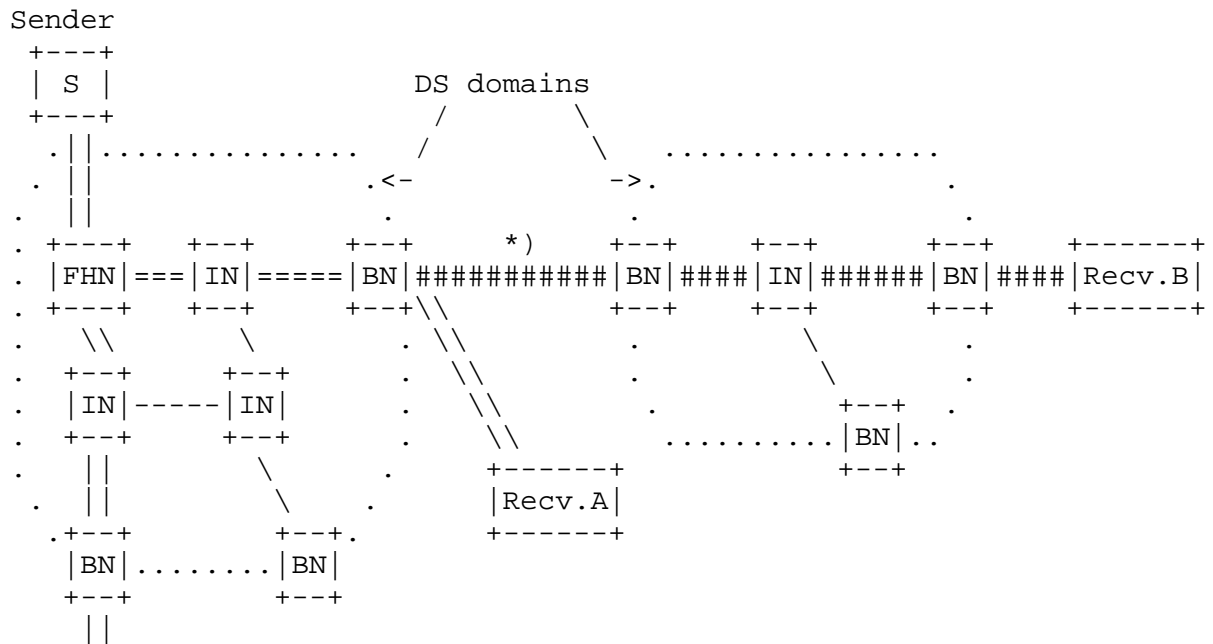 Sender
S
DS domains
*)
FHN IN BN BN IN BN Recv.B
IN IN
BN
Recv.A
BN BN